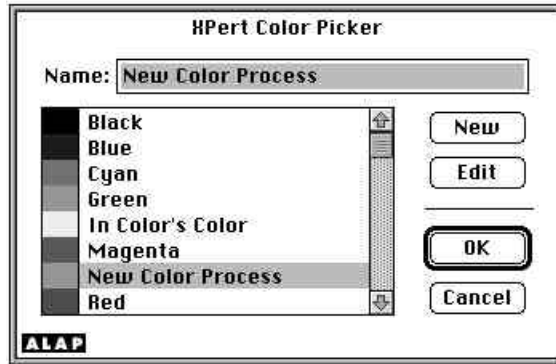 XPert Color Picker
Name: New Color Process
Black
Blue
Cyan
Green
In Color's Color
Magenta
New Color Process
Red
New
Edit
OK
Cancel
ALAP